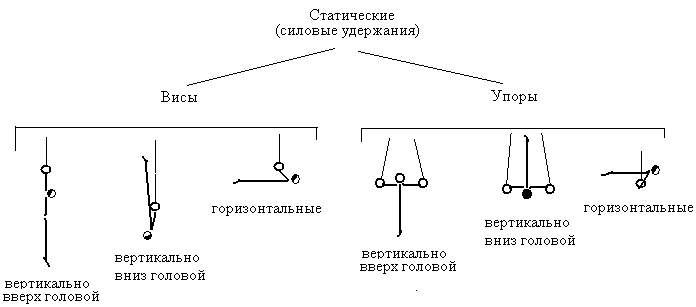 Статические
(силовые удержания)
Висы
Упоры
вертикально
вверх головой
вертикально
вниз головой
горизонтальные
вертикально
вверх головой
вертикально
вниз головой
горизонтальные